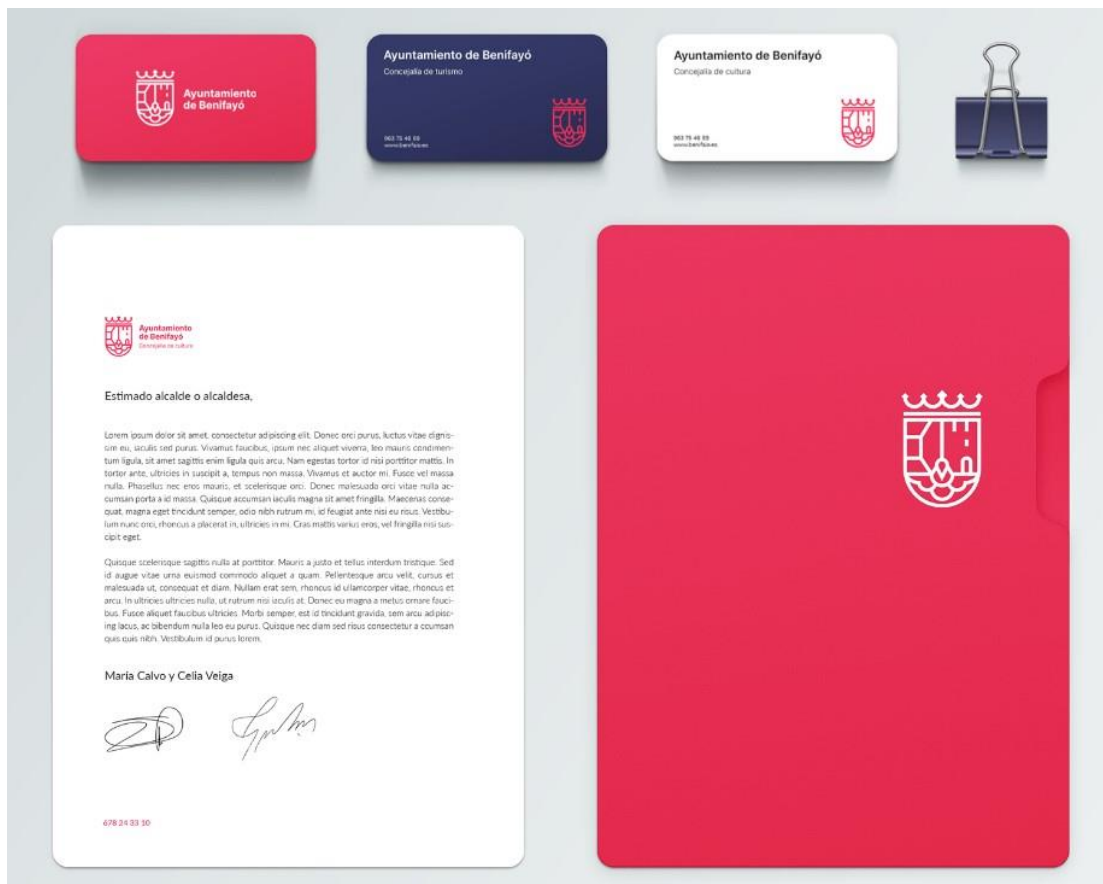 Ayuntamiento
de Benifayó
Ayuntamiento de Benifayó
Concejalía de turismo
963 75 46 89
www.benifaio.es
Ayuntamiento de Benifayó
Concejalía de cultura
963 75 46 89
www.benifaio.es
Ayuntamiento
de Benifayó
Concejalía de cultura
Estimado alcalde o alcaldesa,
Lorem ipsum dolor sit amet, consectetur adipiscing elit. Donec orci purus, luctus vitae dignis-
sim eu, iaculis sed purus. Vivamus faucibus, ipsum nec aliquet viverra, leo mauris condimen-
tum ligula, sit amet sagittis enim ligula quis arcu. Nam egestas tortor id nisi porttitor mattis. In
tortor ante, ultricies in suscipit a, tempus non massa. Vivamus et auctor mi. Fusce vel massa
nulla. Phasellus nec eros mauris, et scelerisque orci. Donec malesuada orci vitae nulla ac-
cumsan porta a id massa. Quisque accumsan iaculis magna sit amet fringilla. Maecenas conse-
quat, magna eget tincidunt semper, odio nibh rutrum mi, id feugiat ante nisi eu risus. Vestibu-
lum nunc orci, rhoncus a placerat in, ultricies in mi. Cras mattis varius eros, vel fringilla nisi sus-
cipit eget.
Quisque scelerisque sagittis nulla at porttitor. Mauris a justo et tellus interdum tristique. Sed
id augue vitae urna euismod commodo aliquet a quam. Pellentesque arcu velit, cursus et
malesuada ut, consequat et diam. Nullam erat sem, rhoncus id ullamcorper vitae, rhoncus et
arcu. In ultricies ultricies nulla, ut rutrum nisi iaculis at. Donec eu magna a metus ornare fauci-
bus. Fusce aliquet faucibus ultricies. Morbi semper, est id tincidunt gravida, sem arcu adipisc-
ing lacus, ac bibendum nulla leo eu purus. Quisque nec diam sed risus consectetur a ccumsan
quis quis nibh. Vestibulum id purus lorem.
María Calvo y Celia Veiga
678 24 33 10